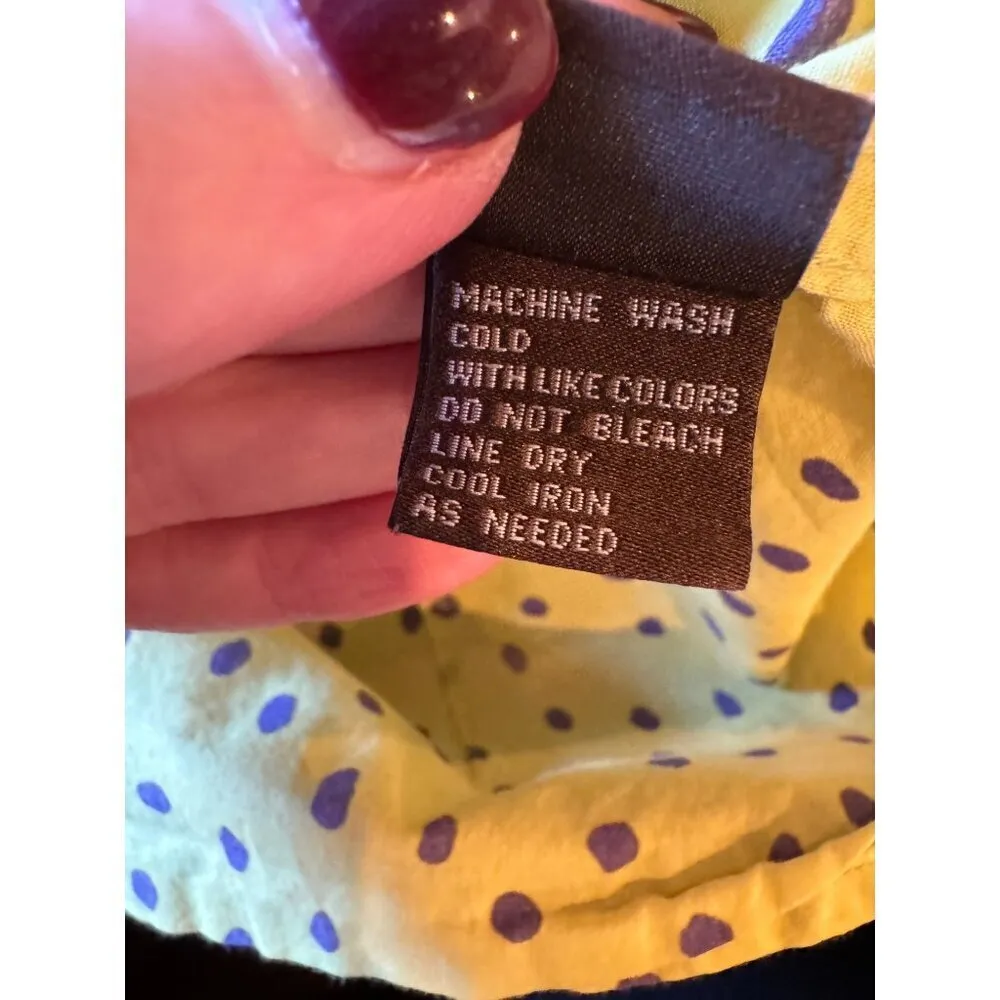 MACHINE WASH
COLD
WITH LIKE COLORS
DO NOT BLEACH
LINE DRY
COOL IRON
AS NEEDED